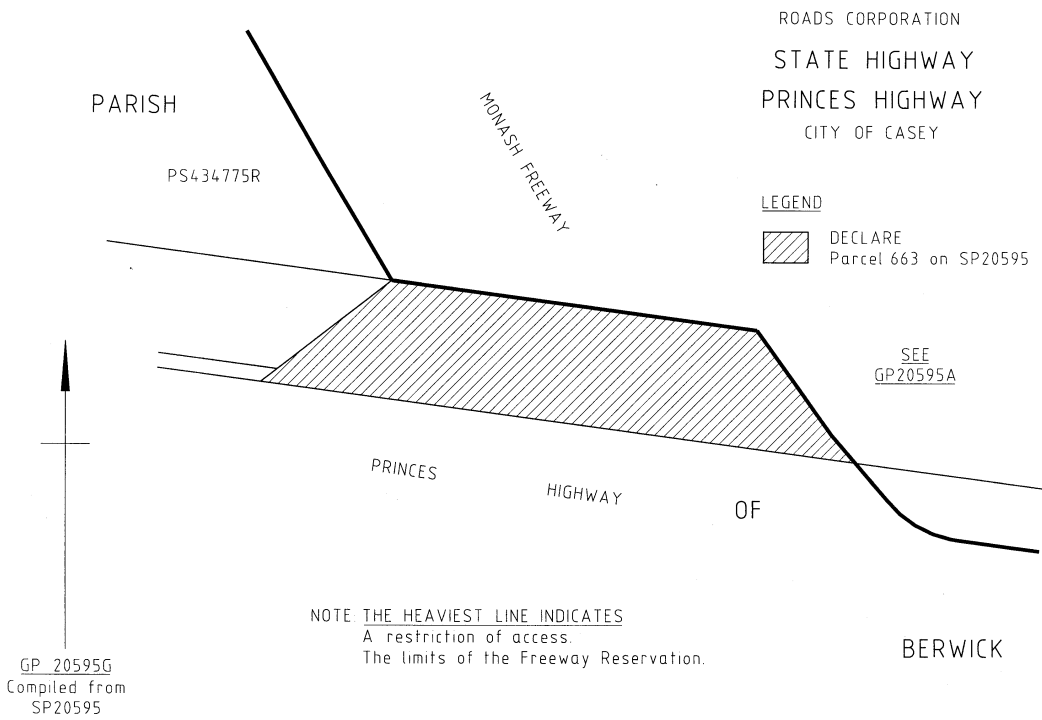 ROADS CORPORATION
STATE HIGHWAY
PRINCES HIGHWAY
CITY OF CASEY
PARISH
MONASH FREEWAY
PS434775R
LEGEND
DECLARE
Parcel 663 on SP20595
SEE
GP20595A
PRINCES HIGHWAY
OF
NOTE: THE HEAVIEST LINE INDICATES
A restriction of access.
The limits of the Freeway Reservation.
BERWICK
GP 20595G
Compiled from
SP20595